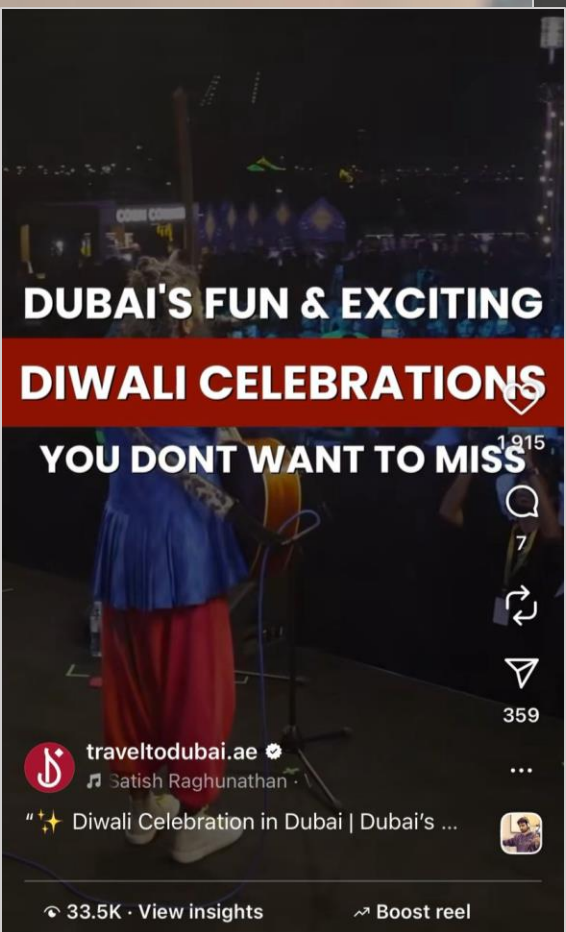 DUBAI'S FUN & EXCITING
DIWALI CELEBRATIONS
YOU DONT WANT TO MISS
1,915
7
359
traveltodubai.ae
Satish Raghunathan ·
“✨ Diwali Celebration in Dubai | Dubai’s ...
33.5K · View insights
Boost reel